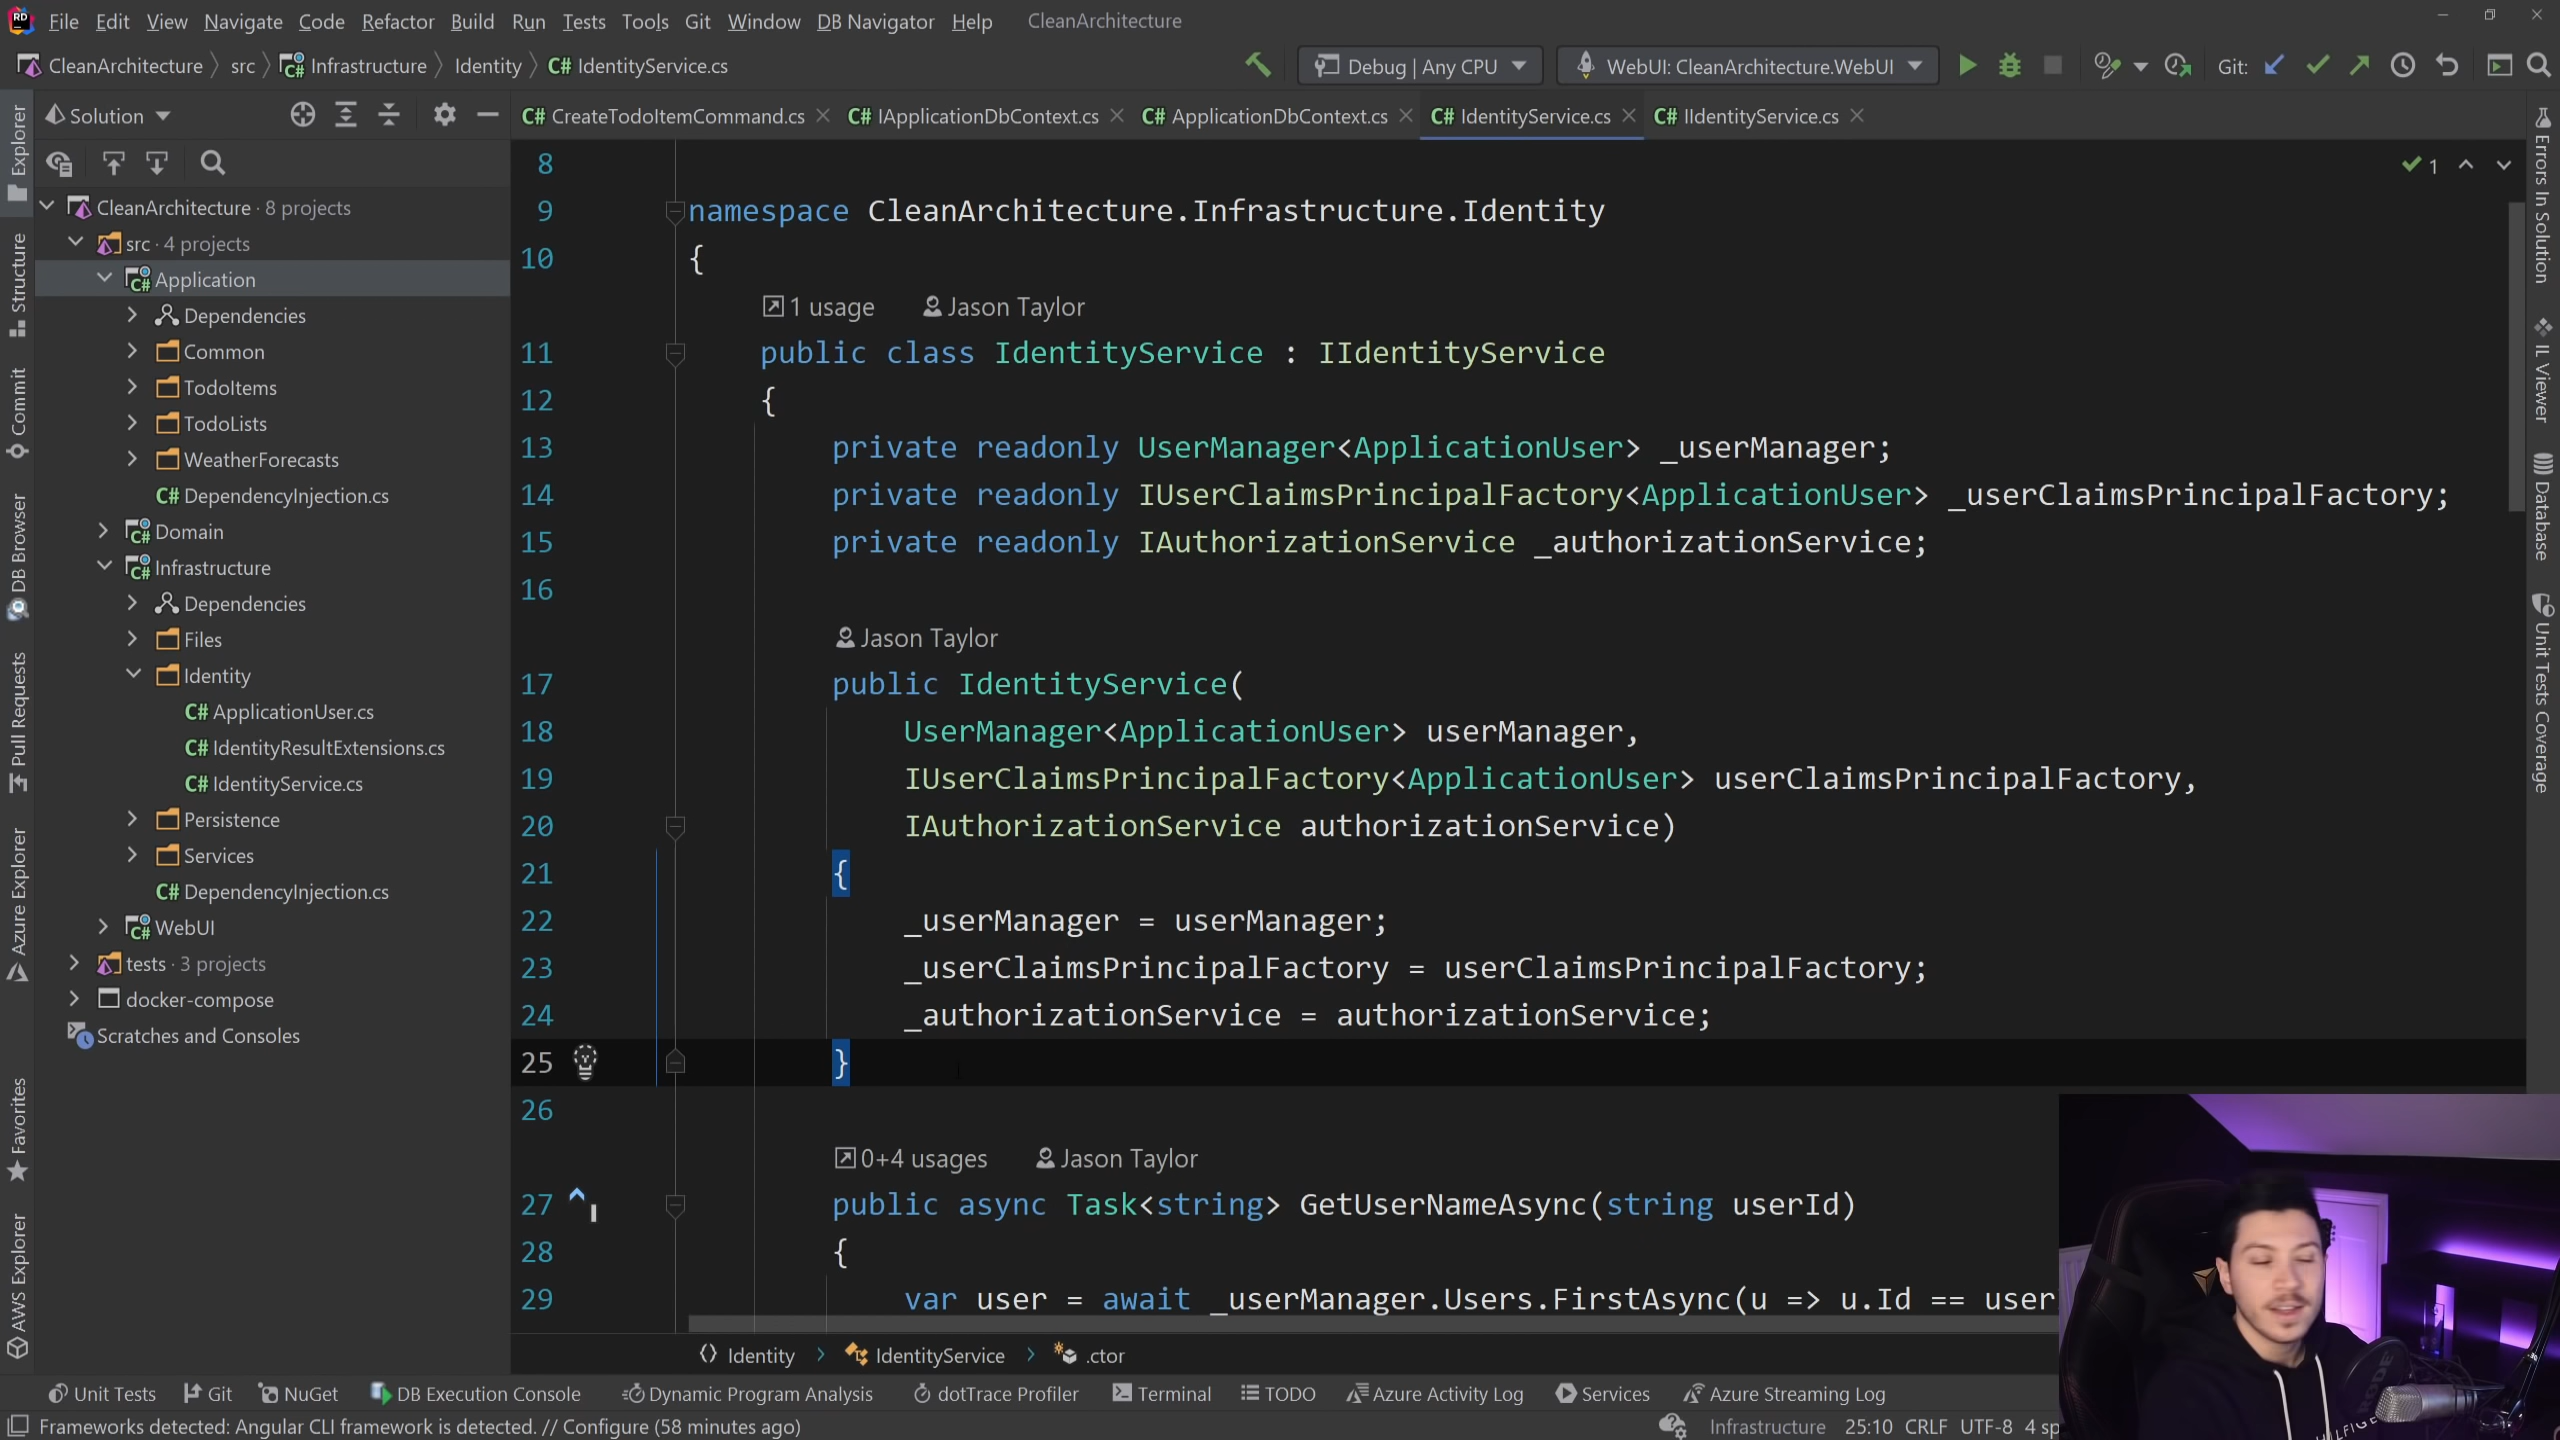 RD File Edit View Navigate Code Refactor Build Run Tests Tools Git Window DB Navigator Help CleanArchitecture
CleanArchitecture src C# Infrastructure Identity C# IdentityService.cs Debug | Any CPU WebUI: CleanArchitecture.WebUI Git:
Solution
C# CreateTodoItemCommand.cs C# IApplicationDbContext.cs C# ApplicationDbContext.cs C# IdentityService.cs C# IIdentityService.cs
Explorer
Structure
Commit
DB Browser
Pull Requests
Azure Explorer
Favorites
AWS Explorer
CleanArchitecture · 8 projects
src · 4 projects
C# Application
Dependencies
Common
TodoItems
TodoLists
WeatherForecasts
C# DependencyInjection.cs
C# Domain
C# Infrastructure
Dependencies
Files
Identity
C# ApplicationUser.cs
C# IdentityResultExtensions.cs
C# IdentityService.cs
Persistence
Services
C# DependencyInjection.cs
C# WebUI
tests · 3 projects
docker-compose
Scratches and Consoles
1
8
9 namespace CleanArchitecture.Infrastructure.Identity
10 {
1 usage Jason Taylor
11 public class IdentityService : IIdentityService
12 {
13 private readonly UserManager<ApplicationUser> _userManager;
14 private readonly IUserClaimsPrincipalFactory<ApplicationUser> _userClaimsPrincipalFactory;
15 private readonly IAuthorizationService _authorizationService;
16
Jason Taylor
17 public IdentityService(
18 UserManager<ApplicationUser> userManager,
19 IUserClaimsPrincipalFactory<ApplicationUser> userClaimsPrincipalFactory,
20 IAuthorizationService authorizationService)
21 {
22 _userManager = userManager;
23 _userClaimsPrincipalFactory = userClaimsPrincipalFactory;
24 _authorizationService = authorizationService;
25 }
26
0+4 usages Jason Taylor
27 public async Task<string> GetUserNameAsync(string userId)
28 {
29 var user = await _userManager.Users.FirstAsync(u => u.Id == user
Errors In Solution
IL Viewer
Database
Unit Tests Coverage
Identity IdentityService .ctor
Unit Tests Git NuGet DB Execution Console Dynamic Program Analysis dotTrace Profiler Terminal TODO Azure Activity Log Services Azure Streaming Log
Frameworks detected: Angular CLI framework is detected. // Configure (58 minutes ago) Infrastructure 25:10 CRLF UTF-8 4 sp